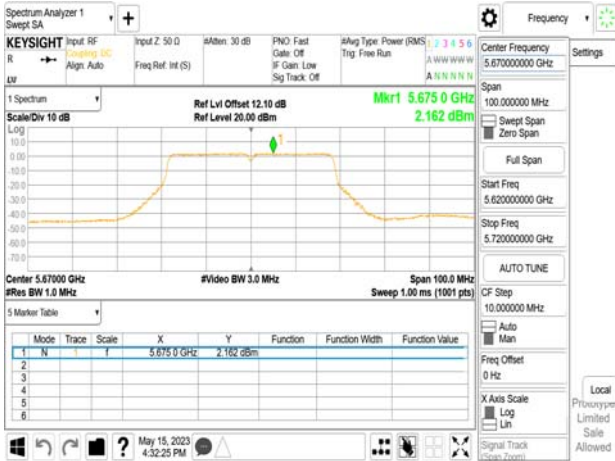 Spectrum Analyzer 1
Swept SA
+
Frequency
KEYSIGHT
R
Input: RF
Coupling: DC
Align: Auto
Input Z: 50 Ω
Freq Ref: Int (S)
#Atten: 30 dB
PNO: Fast
Gate: Off
IF Gain: Low
Sig Track: Off
#Avg Type: Power (RMS
Trig: Free Run
1 2 3 4 5 6
A W W W W W
A N N N N N
1 Spectrum
Scale/Div 10 dB
Ref Lvl Offset 12.10 dB
Ref Level 20.00 dBm
Mkr1 5.675 0 GHz
2.162 dBm
Log
10.0
0.00
-10.0
-20.0
-30.0
-40.0
-50.0
-60.0
-70.0
1
Center 5.67000 GHz
#Res BW 1.0 MHz
#Video BW 3.0 MHz
Span 100.0 MHz
Sweep 1.00 ms (1001 pts)
5 Marker Table
Mode Trace Scale X Y Function Function Width Function Value
1 N 1 f 5.675 0 GHz 2.162 dBm
2
3
4
5
6
May 15, 2023
4:32:25 PM
Center Frequency
5.670000000 GHz
Settings
Span
100.000000 MHz
Swept Span
Zero Span
Full Span
Start Freq
5.620000000 GHz
Stop Freq
5.720000000 GHz
AUTO TUNE
CF Step
10.000000 MHz
Auto
Man
Freq Offset
0 Hz
X Axis Scale
Log
Lin
Signal Track
(Span Zoom)
Local
Prototype
Limited
Sale
Allowed